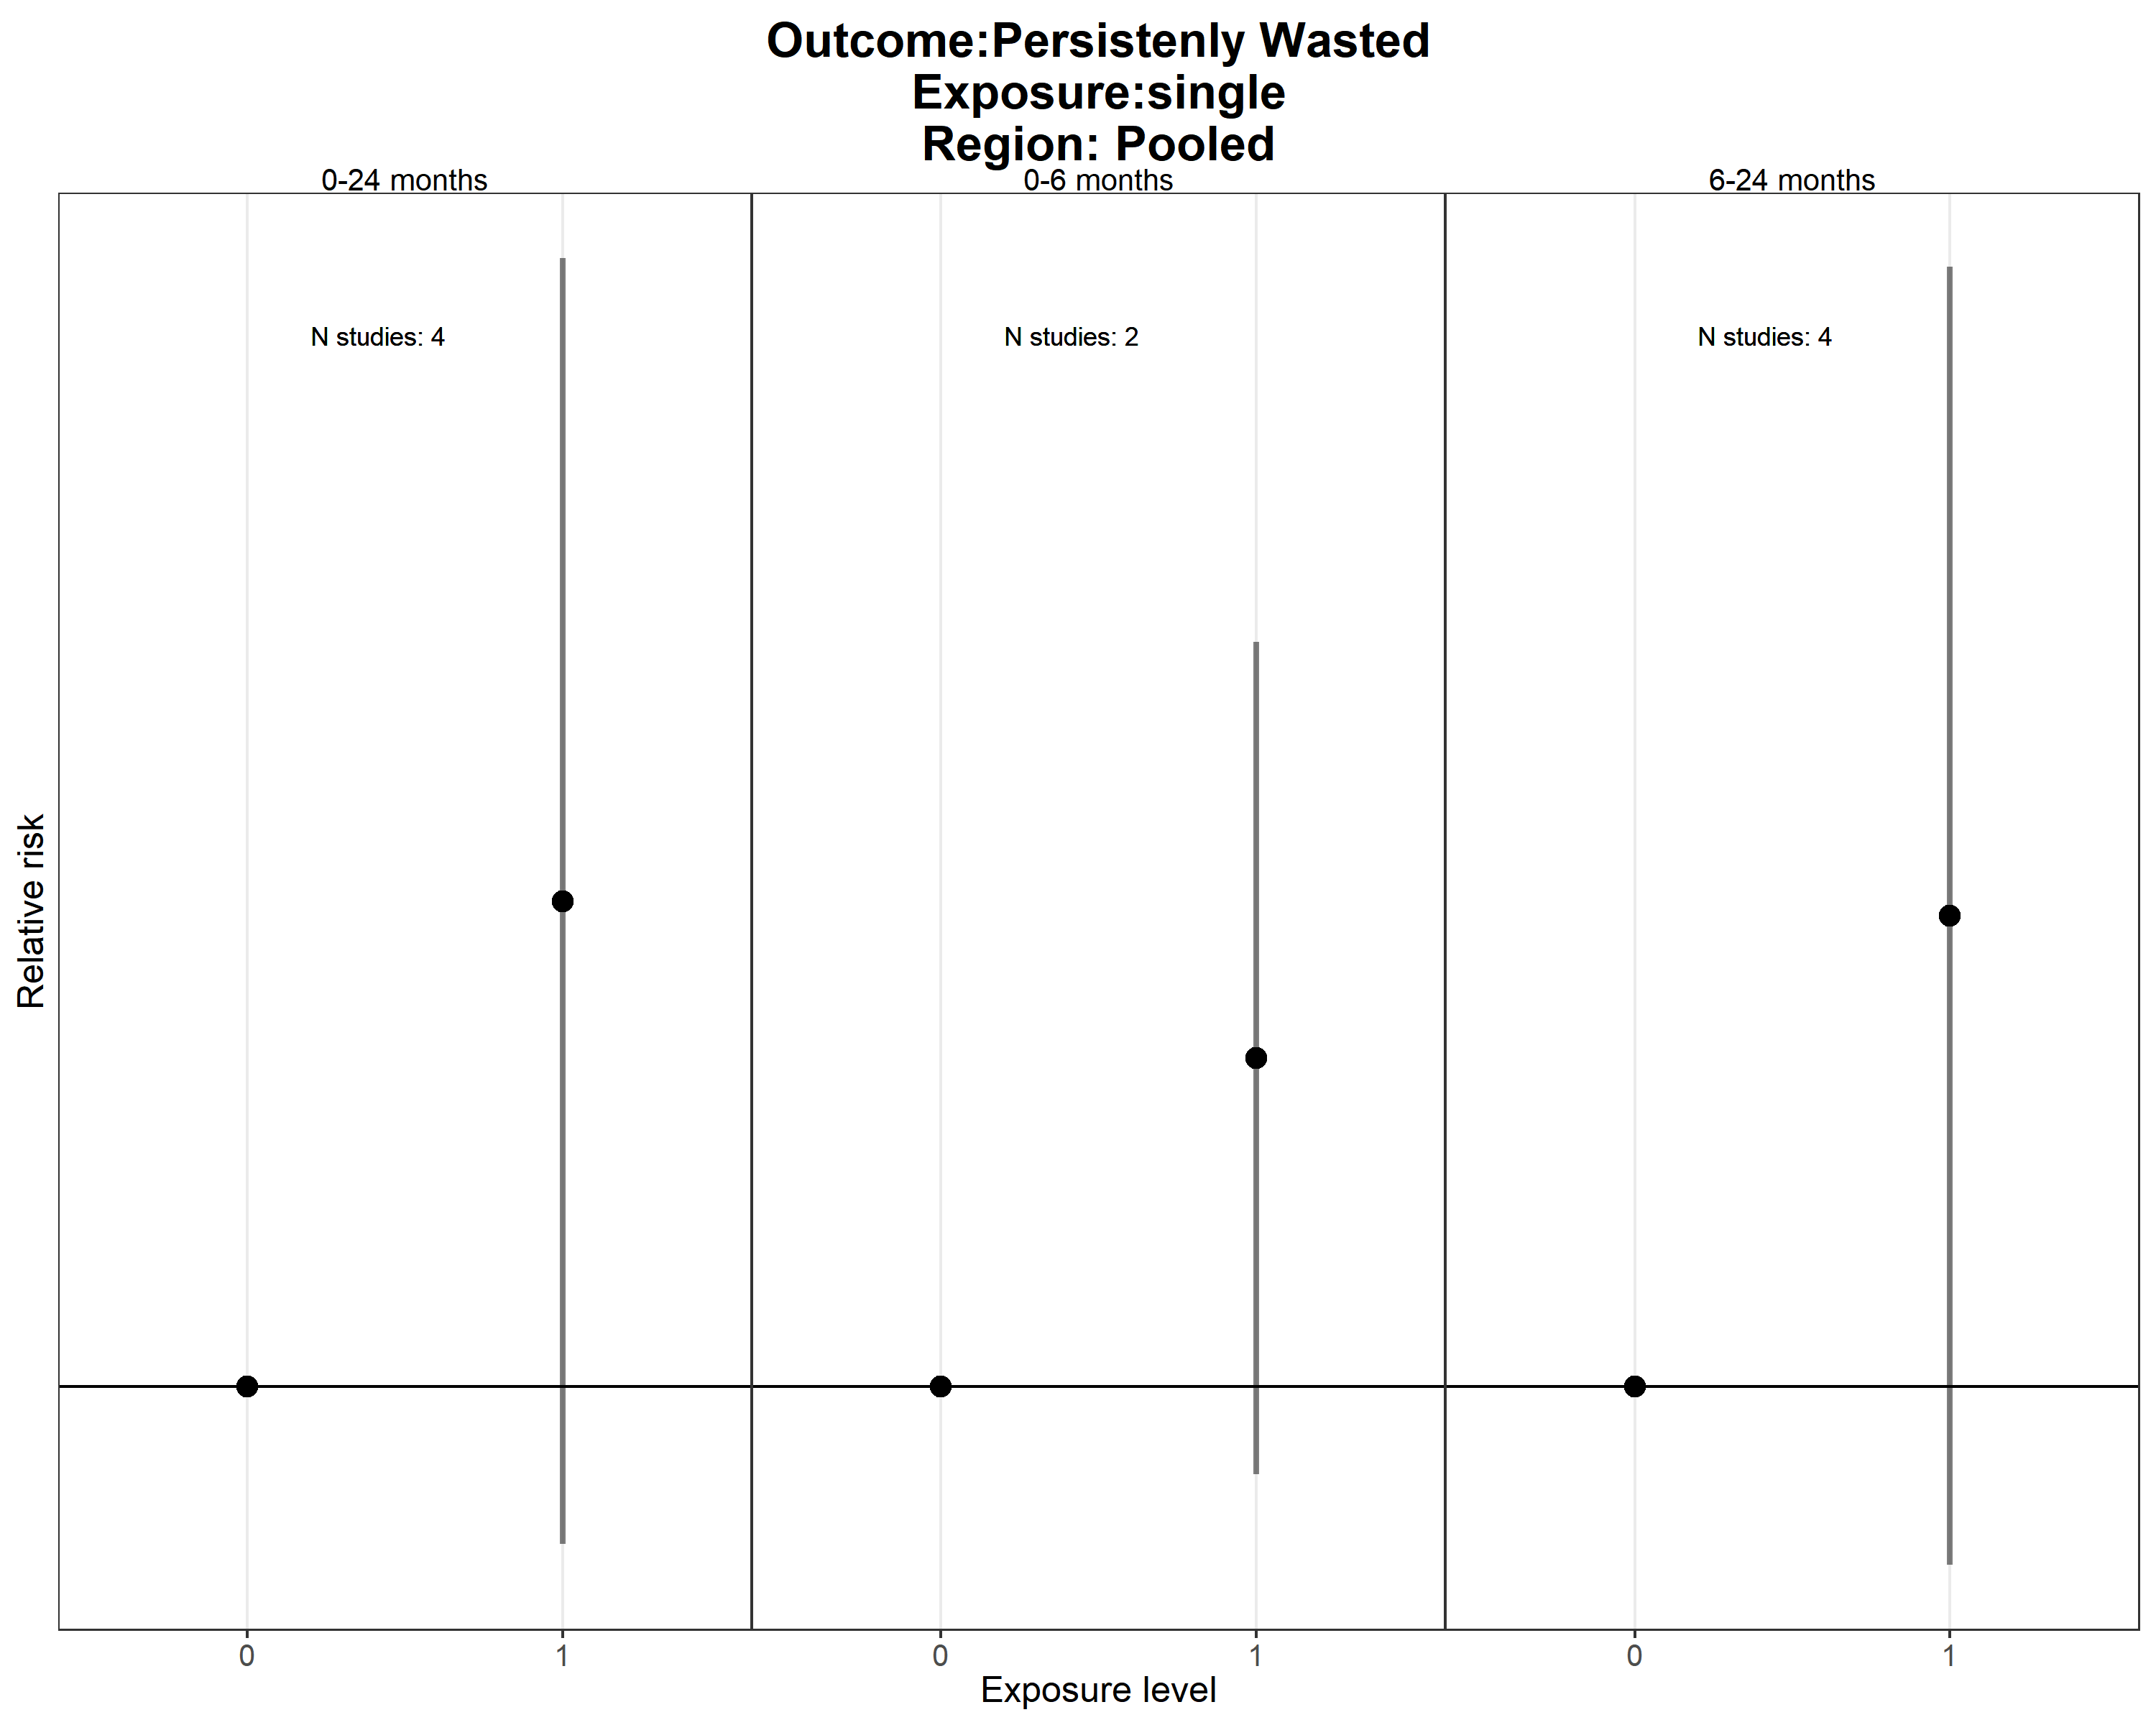 Outcome:Persistenly Wasted
Exposure:single
Region: Pooled
0-24 months
0-6 months
6-24 months
N studies: 4
N studies: 2
N studies: 4
Relative risk
0
1
0
1
0
1
Exposure level